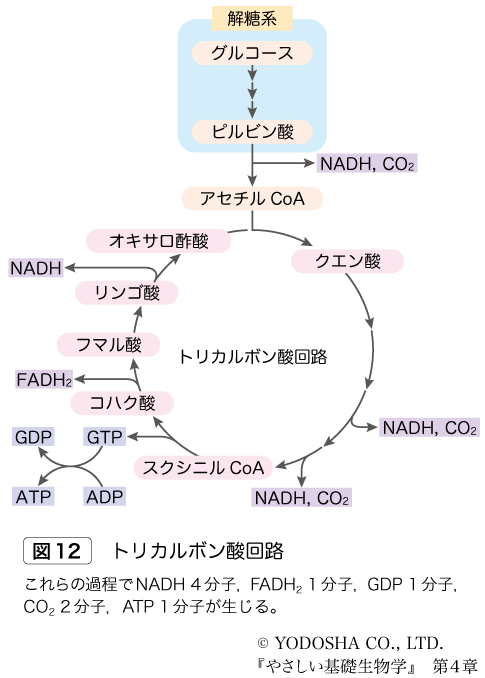 解糖系
グルコース
ピルビン酸
NADH, CO₂
アセチル CoA
オキサロ酢酸
クエン酸
NADH
リンゴ酸
フマル酸
トリカルボン酸回路
FADH₂
コハク酸
NADH, CO₂
GDP
GTP
スクシニル CoA
ATP
ADP
NADH, CO₂
図12 トリカルボン酸回路
これらの過程でNADH 4分子，FADH₂ 1分子，GDP 1分子，
CO₂ 2分子，ATP 1分子が生じる。
© YODOSHA CO., LTD.
『やさしい基礎生物学』 第4章